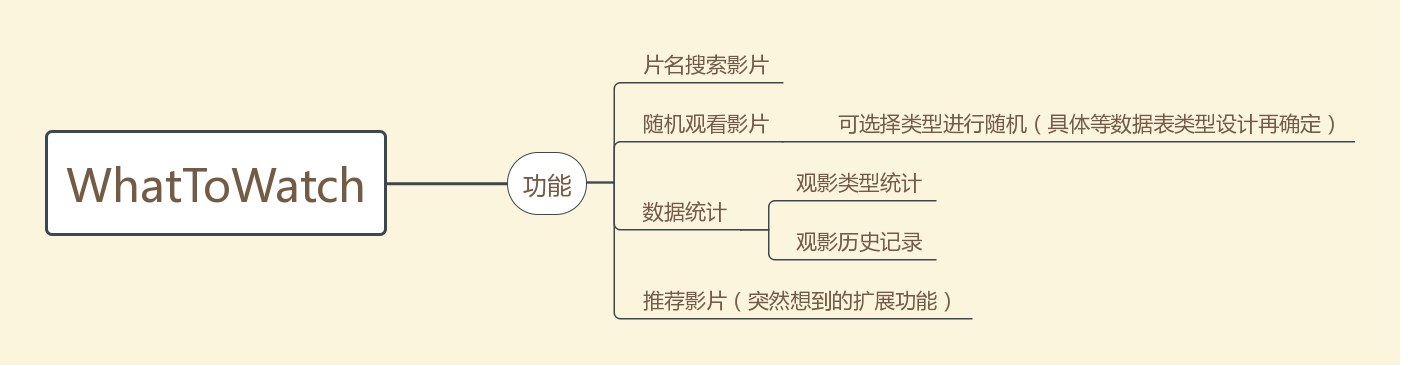 WhatToWatch
功能
片名搜索影片
随机观看影片
可选择类型进行随机（具体等数据表类型设计再确定）
数据统计
观影类型统计
观影历史记录
推荐影片（突然想到的扩展功能）